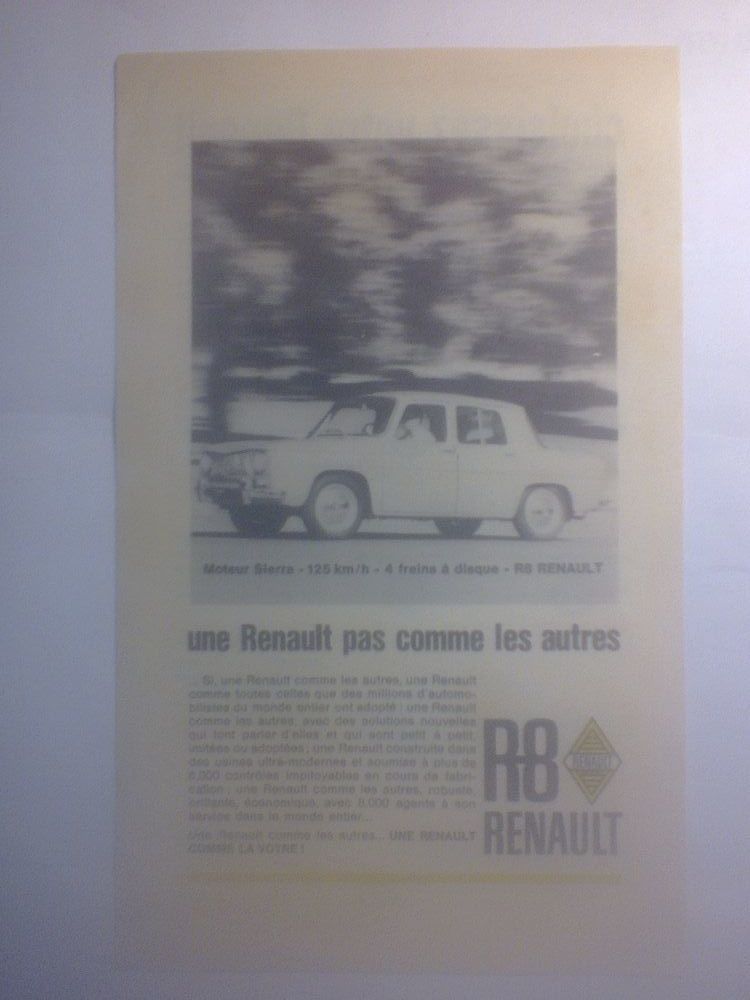 Moteur Sierra - 125 km/h - 4 freins à disque - R8 RENAULT
une Renault pas comme les autres
... Si, une Renault comme les autres, une Renault
comme toutes celles que des millions d'automo-
bilistes du monde entier ont adopté : une Renault
comme les autres, avec des solutions nouvelles
qui font parler d'elles et qui sont petit à petit
imitées ou adoptées ; une Renault construite dans
des usines ultra-modernes et soumise à plus de
6.000 contrôles impitoyables en cours de fabri-
cation ; une Renault comme les autres, robuste,
brillante, économique, avec 8.000 agents à son
service dans le monde entier...
Une Renault comme les autres... UNE RENAULT
COMME LA VOTRE !
R8
RENAULT
RENAULT